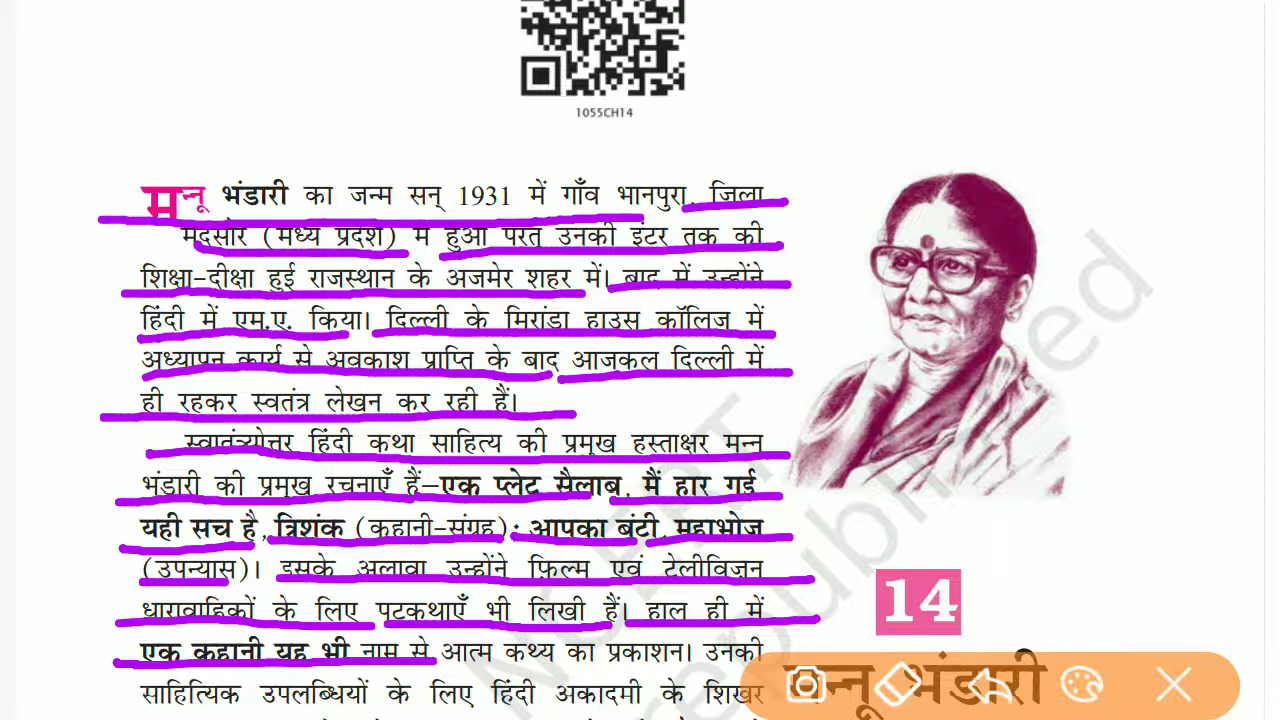 1055CH14
मन्नू भंडारी का जन्म सन् 1931 में गाँव भानपुरा, जिला
मंदसौर (मध्य प्रदेश) में हुआ परंतु उनकी इंटर तक की
शिक्षा-दीक्षा हुई राजस्थान के अजमेर शहर में। बाद में उन्होंने
हिंदी में एम.ए. किया। दिल्ली के मिरांडा हाउस कॉलिज में
अध्यापन कार्य से अवकाश प्राप्ति के बाद आजकल दिल्ली में
ही रहकर स्वतंत्र लेखन कर रही हैं।
स्वातंत्र्योत्तर हिंदी कथा साहित्य की प्रमुख हस्ताक्षर मन्नू
भंडारी की प्रमुख रचनाएँ हैं–एक प्लेट सैलाब, मैं हार गई,
यही सच है, त्रिशंकु (कहानी-संग्रह); आपका बंटी, महाभोज
(उपन्यास)। इसके अलावा उन्होंने फ़िल्म एवं टेलीविज़न
धारावाहिकों के लिए पटकथाएँ भी लिखी हैं। हाल ही में
एक कहानी यह भी नाम से आत्म कथ्य का प्रकाशन। उनकी
साहित्यिक उपलब्धियों के लिए हिंदी अकादमी के शिखर
14
मन्नू भंडारी
NCERT
republished